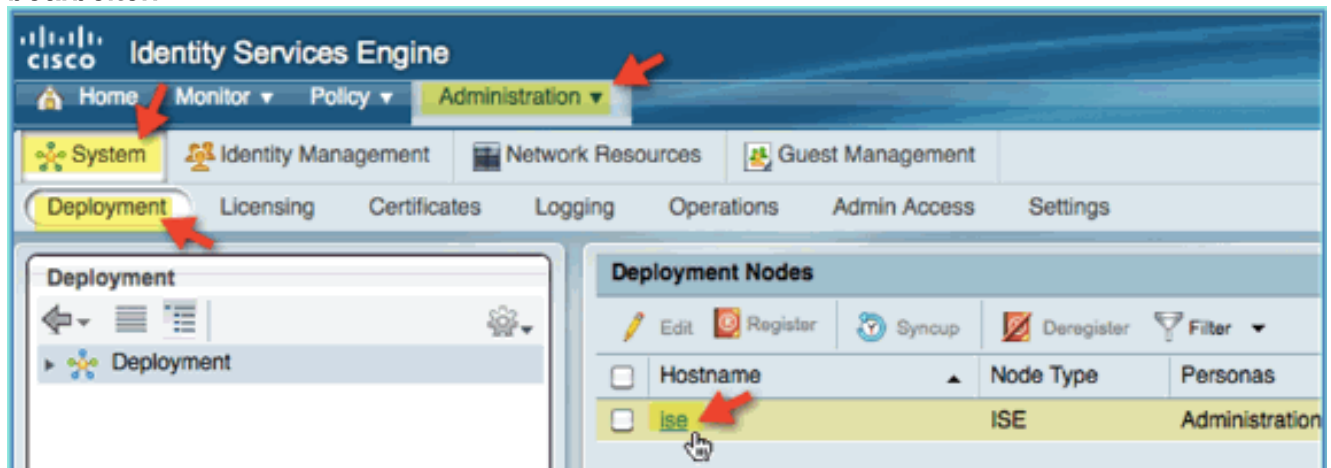 CISCO Identity Services Engine
Home Monitor Policy Administration
System Identity Management Network Resources Guest Management
Deployment Licensing Certificates Logging Operations Admin Access Settings
Deployment
Deployment
Deployment Nodes
Edit Register Syncup Deregister Filter
Hostname Node Type Personas
ise ISE Administration